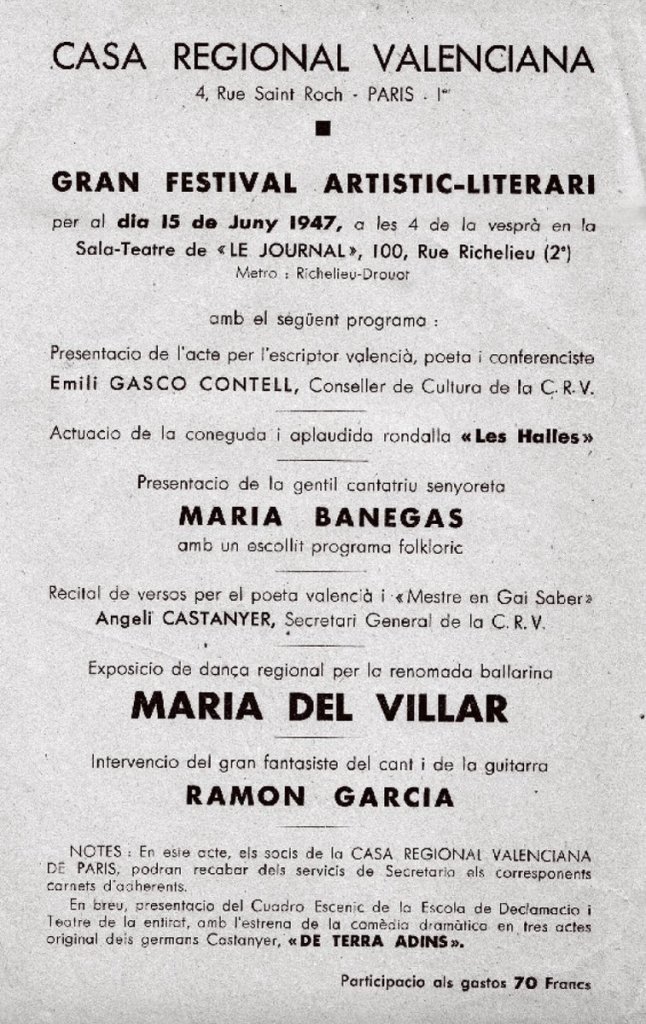 CASA REGIONAL VALENCIANA
4, Rue Saint Roch - PARIS - 1er
GRAN FESTIVAL ARTISTIC-LITERARI
per al dia 15 de Juny 1947, a les 4 de la vesprà en la
Sala-Teatre de « LE JOURNAL », 100, Rue Richelieu (2e)
Metro : Richelieu-Drouot
amb el següent programa :
Presentacio de l'acte per l'escriptor valencià, poeta i conferenciste
Emili GASCO CONTELL, Conseller de Cultura de la C. R. V.
Actuacio de la coneguda i aplaudida rondalla « Les Halles »
Presentacio de la gentil cantatriu senyoreta
MARIA BANEGAS
amb un escollit programa folkloric
Recital de versos per el poeta valencià i « Mestre en Gai Saber »
Angelí CASTANYER, Secretari General de la C. R. V.
Exposicio de dança regional per la renomada ballarina
MARIA DEL VILLAR
Intervencio del gran fantasiste del cant i de la guitarra
RAMON GARCIA
NOTES : En este acte, els socis de la CASA REGIONAL VALENCIANA
DE PARIS, podran recabar dels servicis de Secretaria els corresponents
carnets d'adherents.
En breu, presentacio del Cuadro Escenic de la Escola de Declamacio i
Teatre de la entitat, amb l'estrena de la comèdia dramàtica en tres actes
original dels germans Castanyer, « DE TERRA ADINS ».
Participacio als gastos 70 Francs